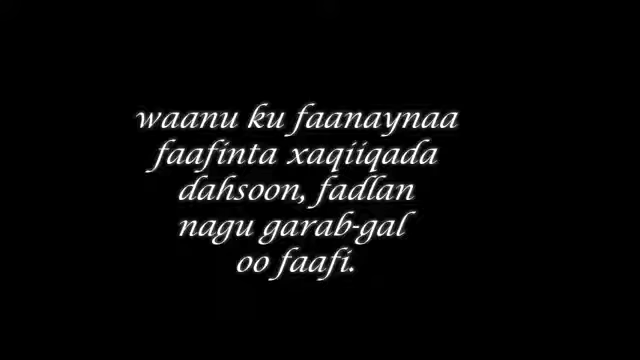 waanu ku faanaynaa
faafinta xaqiiqada
dahsoon, fadlan
nagu garab-gal
oo faafi.